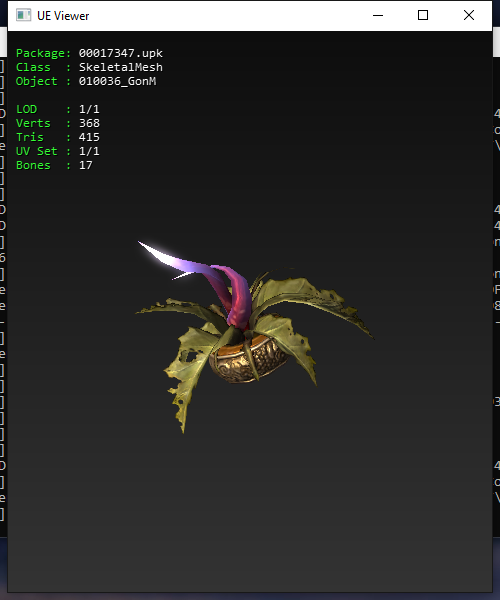 UE Viewer
Package: 00017347.upk
Class : SkeletalMesh
Object : 010036_GonM
LOD : 1/1
Verts : 368
Tris : 415
UV Set : 1/1
Bones : 17